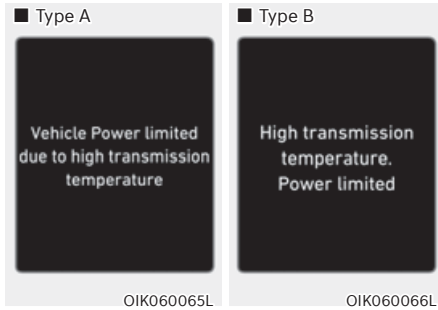 ■ Type A
Vehicle Power limited
due to high transmission
temperature
OIK060065L
■ Type B
High transmission
temperature.
Power limited
OIK060066L